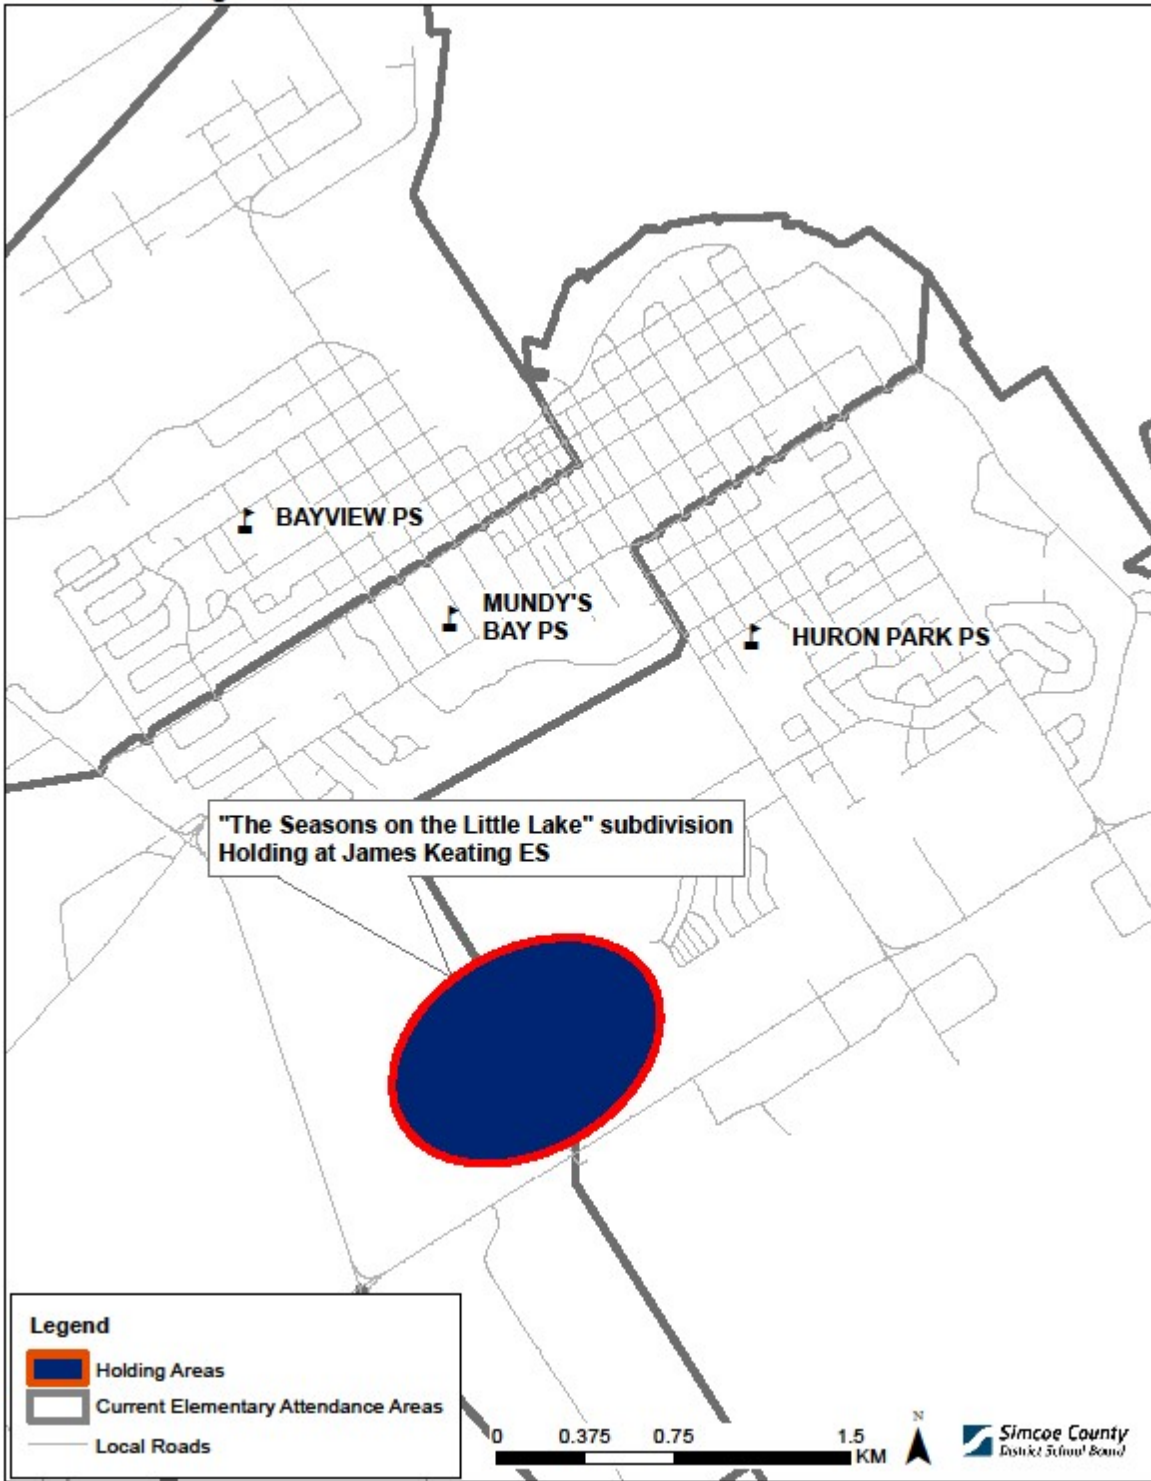 BAYVIEW PS
MUNDY'S
BAY PS
HURON PARK PS
"The Seasons on the Little Lake" subdivision
Holding at James Keating ES
Legend
Holding Areas
Current Elementary Attendance Areas
Local Roads
0 0.375 0.75 1.5
KM
N
Simcoe County
District School Board